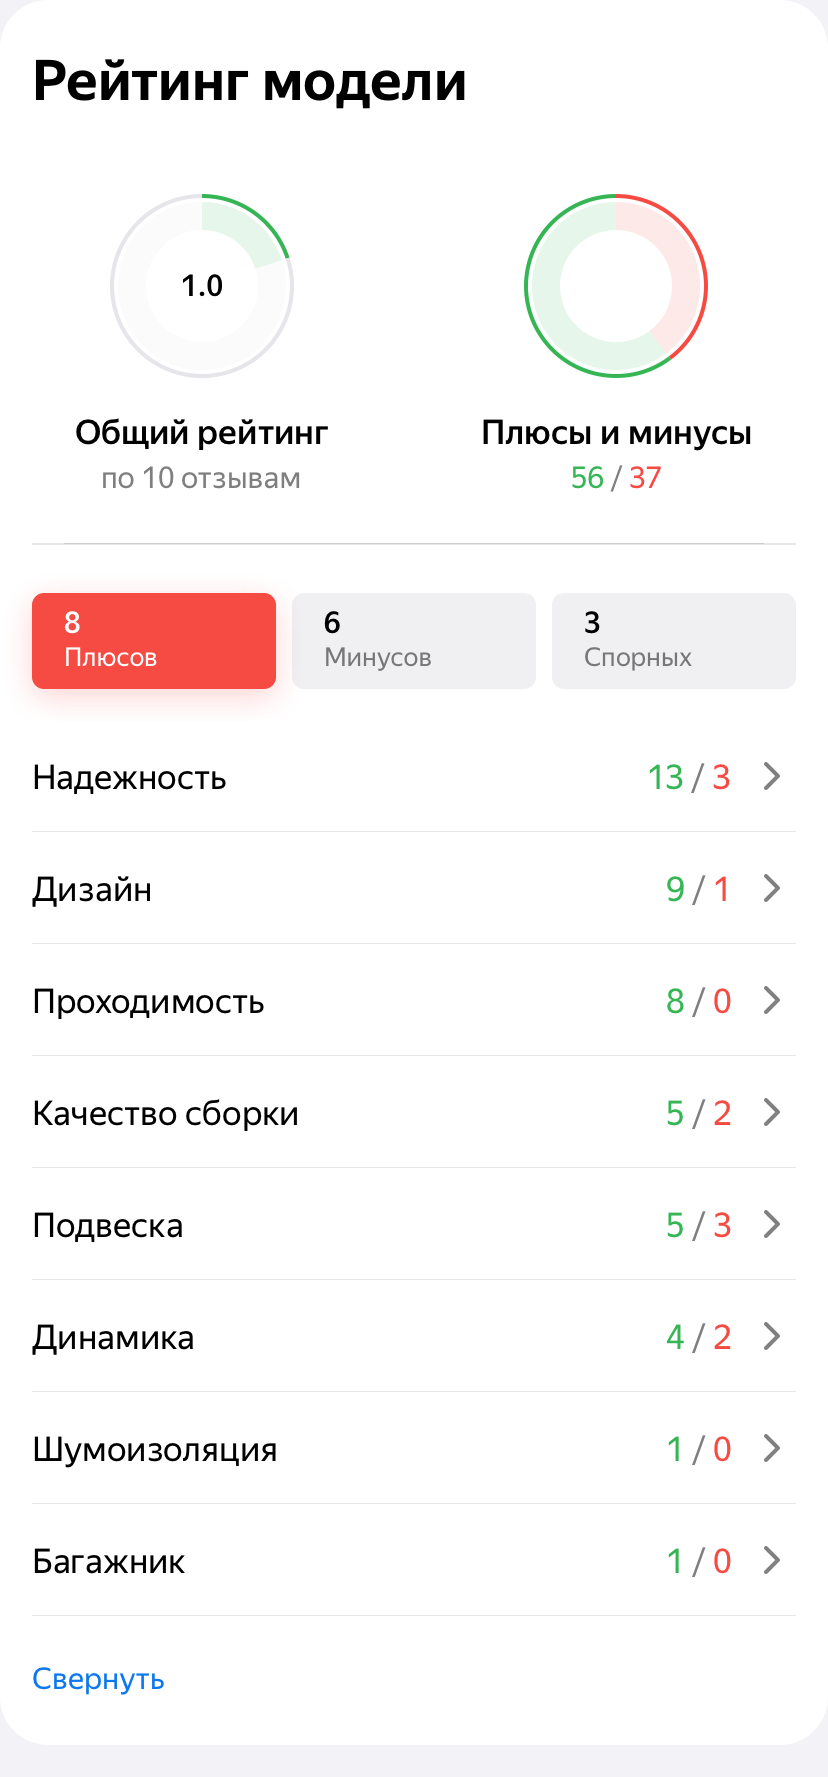 Рейтинг модели
1.0
Общий рейтинг
по 10 отзывам
Плюсы и минусы
56 / 37
8
Плюсов
6
Минусов
3
Спорных
Надежность 13 / 3
Дизайн 9 / 1
Проходимость 8 / 0
Качество сборки 5 / 2
Подвеска 5 / 3
Динамика 4 / 2
Шумоизоляция 1 / 0
Багажник 1 / 0
Свернуть